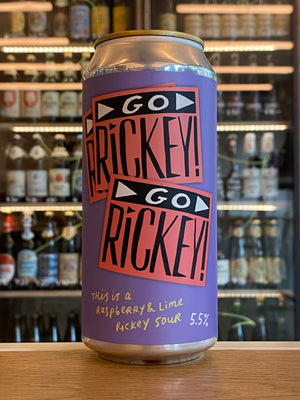 GO
RICKEY!
GO
RICKEY!
THiS iS A
RASPBERRY & LiME
RiCKEY SOUR 5.5%